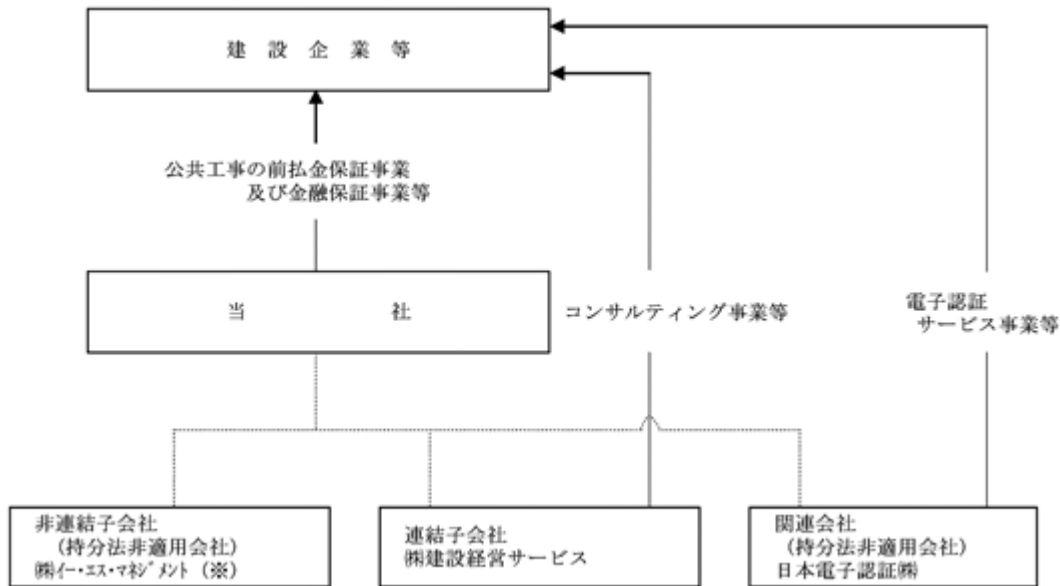 建設企業等
公共工事の前払金保証事業
及び金融保証事業等
当社
コンサルティング事業等
電子認証
サービス事業等
非連結子会社
(持分法非適用会社)
㈱イー・エス・マネジメント (※)
連結子会社
㈱建設経営サービス
関連会社
(持分法非適用会社)
日本電子認証㈱